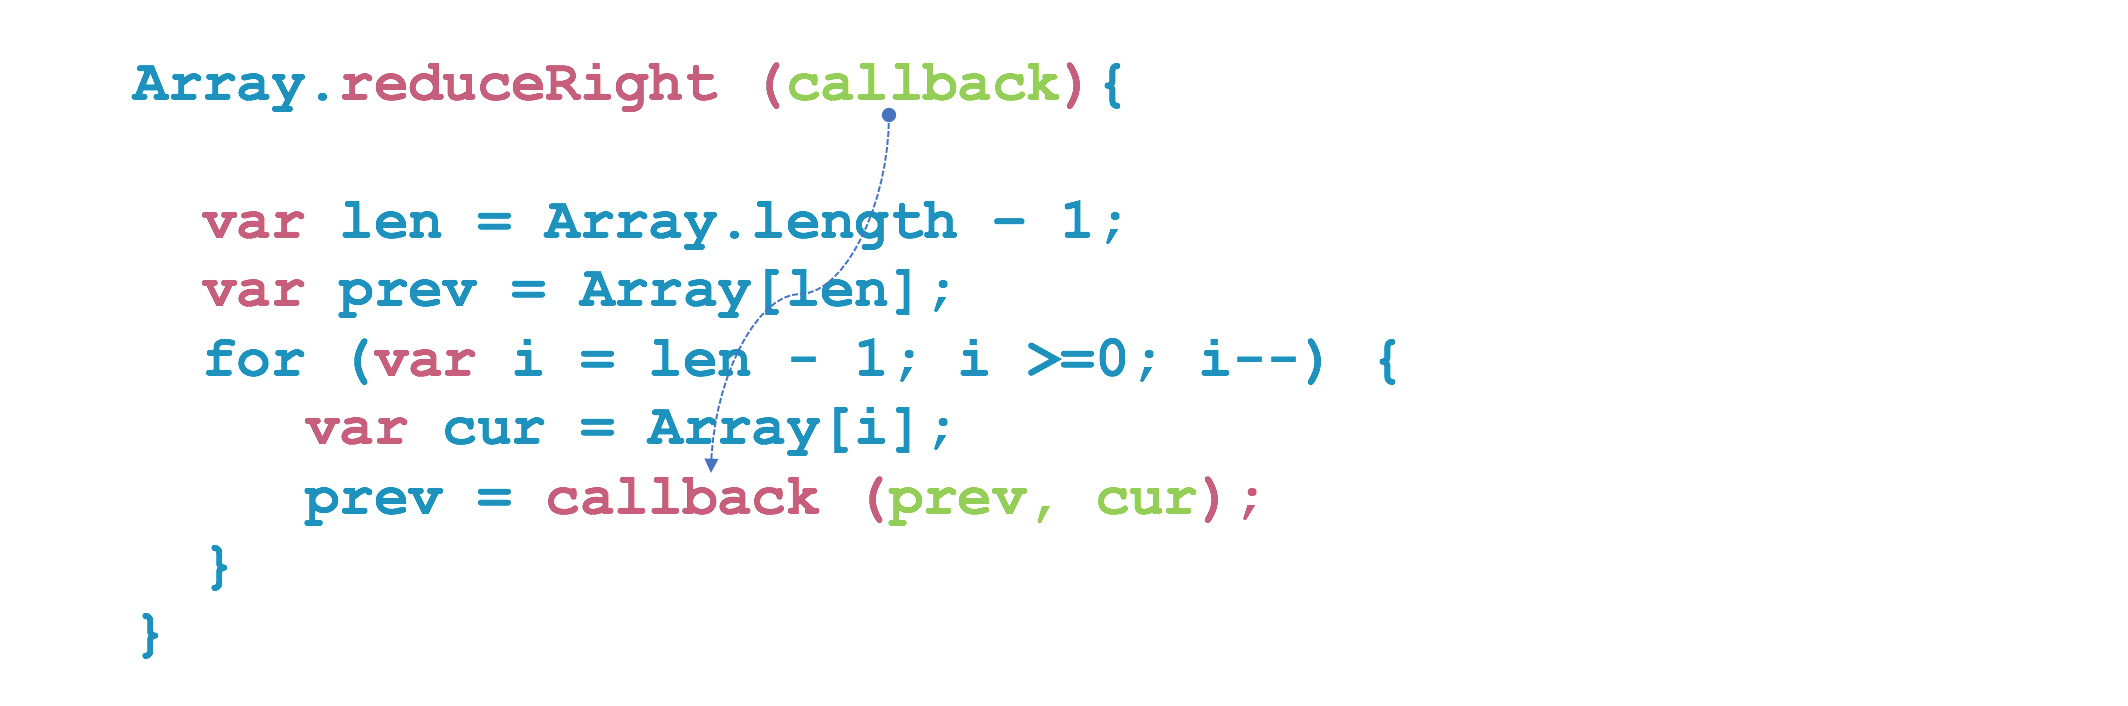 Array.reduceRight (callback){
var len = Array.length – 1;
var prev = Array[len];
for (var i = len - 1; i >=0; i--) {
var cur = Array[i];
prev = callback (prev, cur);
}
}